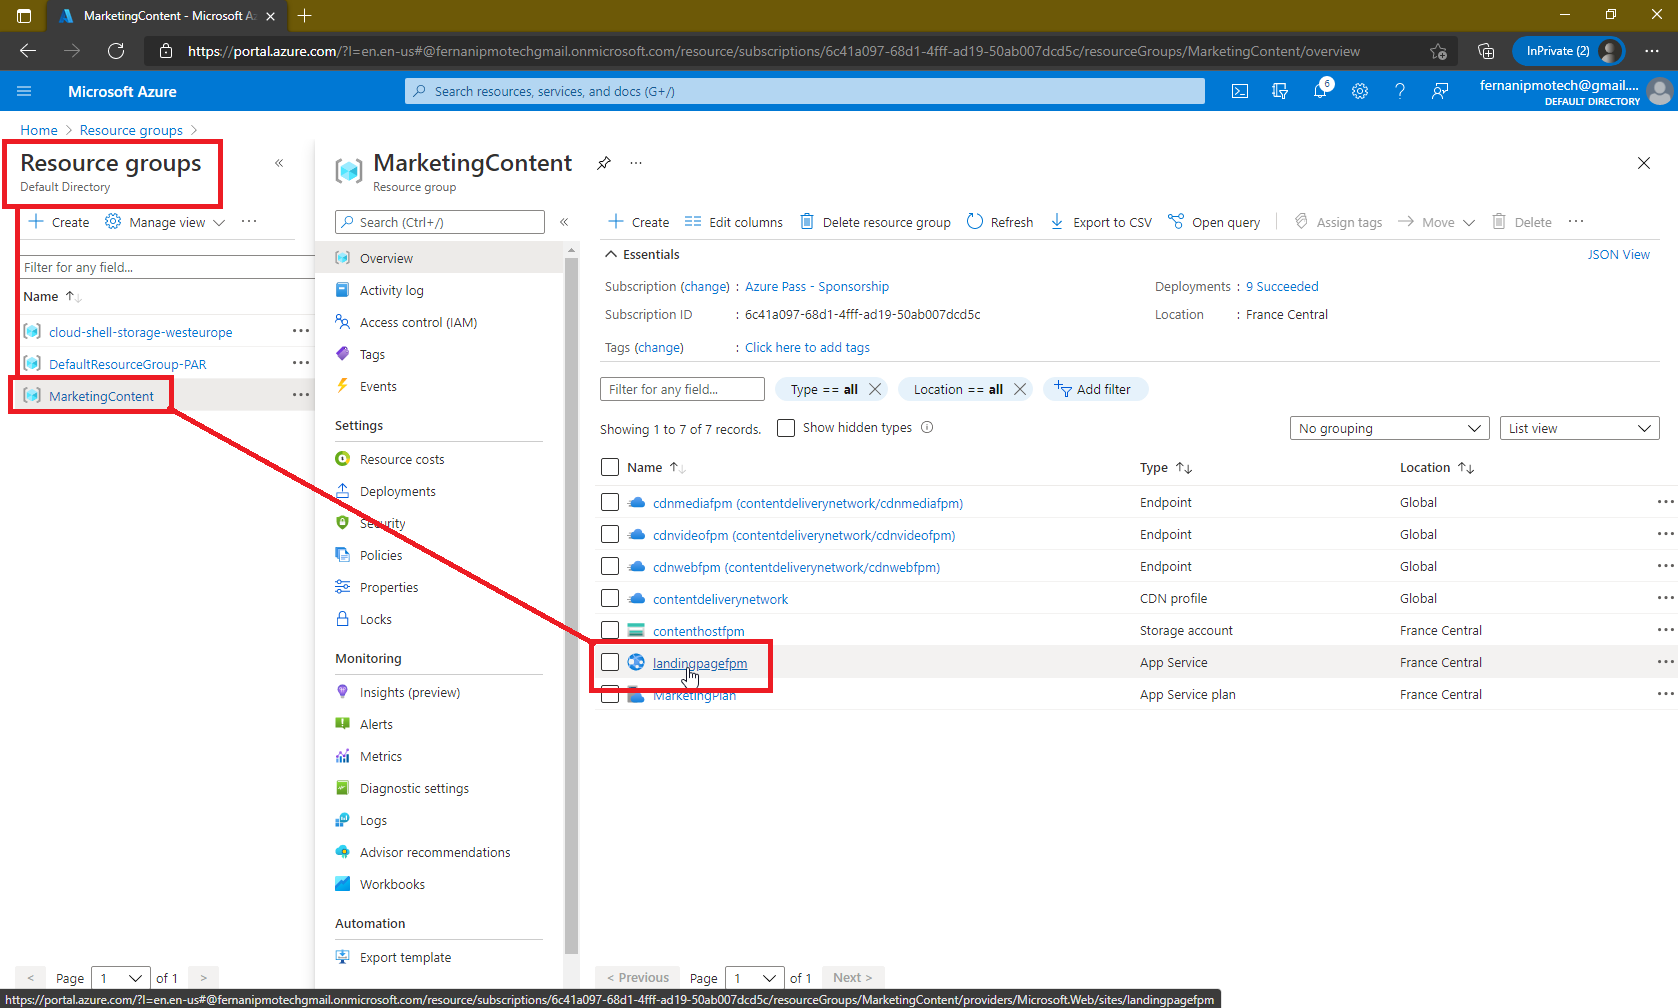 MarketingContent - Microsoft Az
https://portal.azure.com/?l=en.en-us#@fernanipmotechgmail.onmicrosoft.com/resource/subscriptions/6c41a097-68d1-4fff-ad19-50ab007dcd5c/resourceGroups/MarketingContent/overview
InPrivate (2)
Microsoft Azure
Search resources, services, and docs (G+/)
6
fernanipmotech@gmail....
DEFAULT DIRECTORY
Home > Resource groups >
Resource groups
Default Directory
Create
Manage view
Filter for any field...
Name
cloud-shell-storage-westeurope
DefaultResourceGroup-PAR
MarketingContent
< Page 1 of 1 >
MarketingContent
Resource group
Search (Ctrl+/)
Overview
Activity log
Access control (IAM)
Tags
Events
Settings
Resource costs
Deployments
Security
Policies
Properties
Locks
Monitoring
Insights (preview)
Alerts
Metrics
Diagnostic settings
Logs
Advisor recommendations
Workbooks
Automation
Export template
Create Edit columns Delete resource group Refresh Export to CSV Open query Assign tags Move Delete
Essentials
JSON View
Subscription (change) : Azure Pass - Sponsorship
Deployments : 9 Succeeded
Subscription ID : 6c41a097-68d1-4fff-ad19-50ab007dcd5c
Location : France Central
Tags (change) : Click here to add tags
Filter for any field... Type == all Location == all Add filter
Showing 1 to 7 of 7 records. Show hidden types No grouping List view
Name Type Location
cdnmediafpm (contentdeliverynetwork/cdnmediafpm) Endpoint Global
cdnvideofpm (contentdeliverynetwork/cdnvideofpm) Endpoint Global
cdnwebfpm (contentdeliverynetwork/cdnwebfpm) Endpoint Global
contentdeliverynetwork CDN profile Global
contenthostfpm Storage account France Central
landingpagefpm App Service France Central
MarketingPlan App Service plan France Central
< Previous Page 1 of 1 Next >
https://portal.azure.com/?l=en.en-us#@fernanipmotechgmail.onmicrosoft.com/resource/subscriptions/6c41a097-68d1-4fff-ad19-50ab007dcd5c/resourceGroups/MarketingContent/providers/Microsoft.Web/sites/landingpagefpm